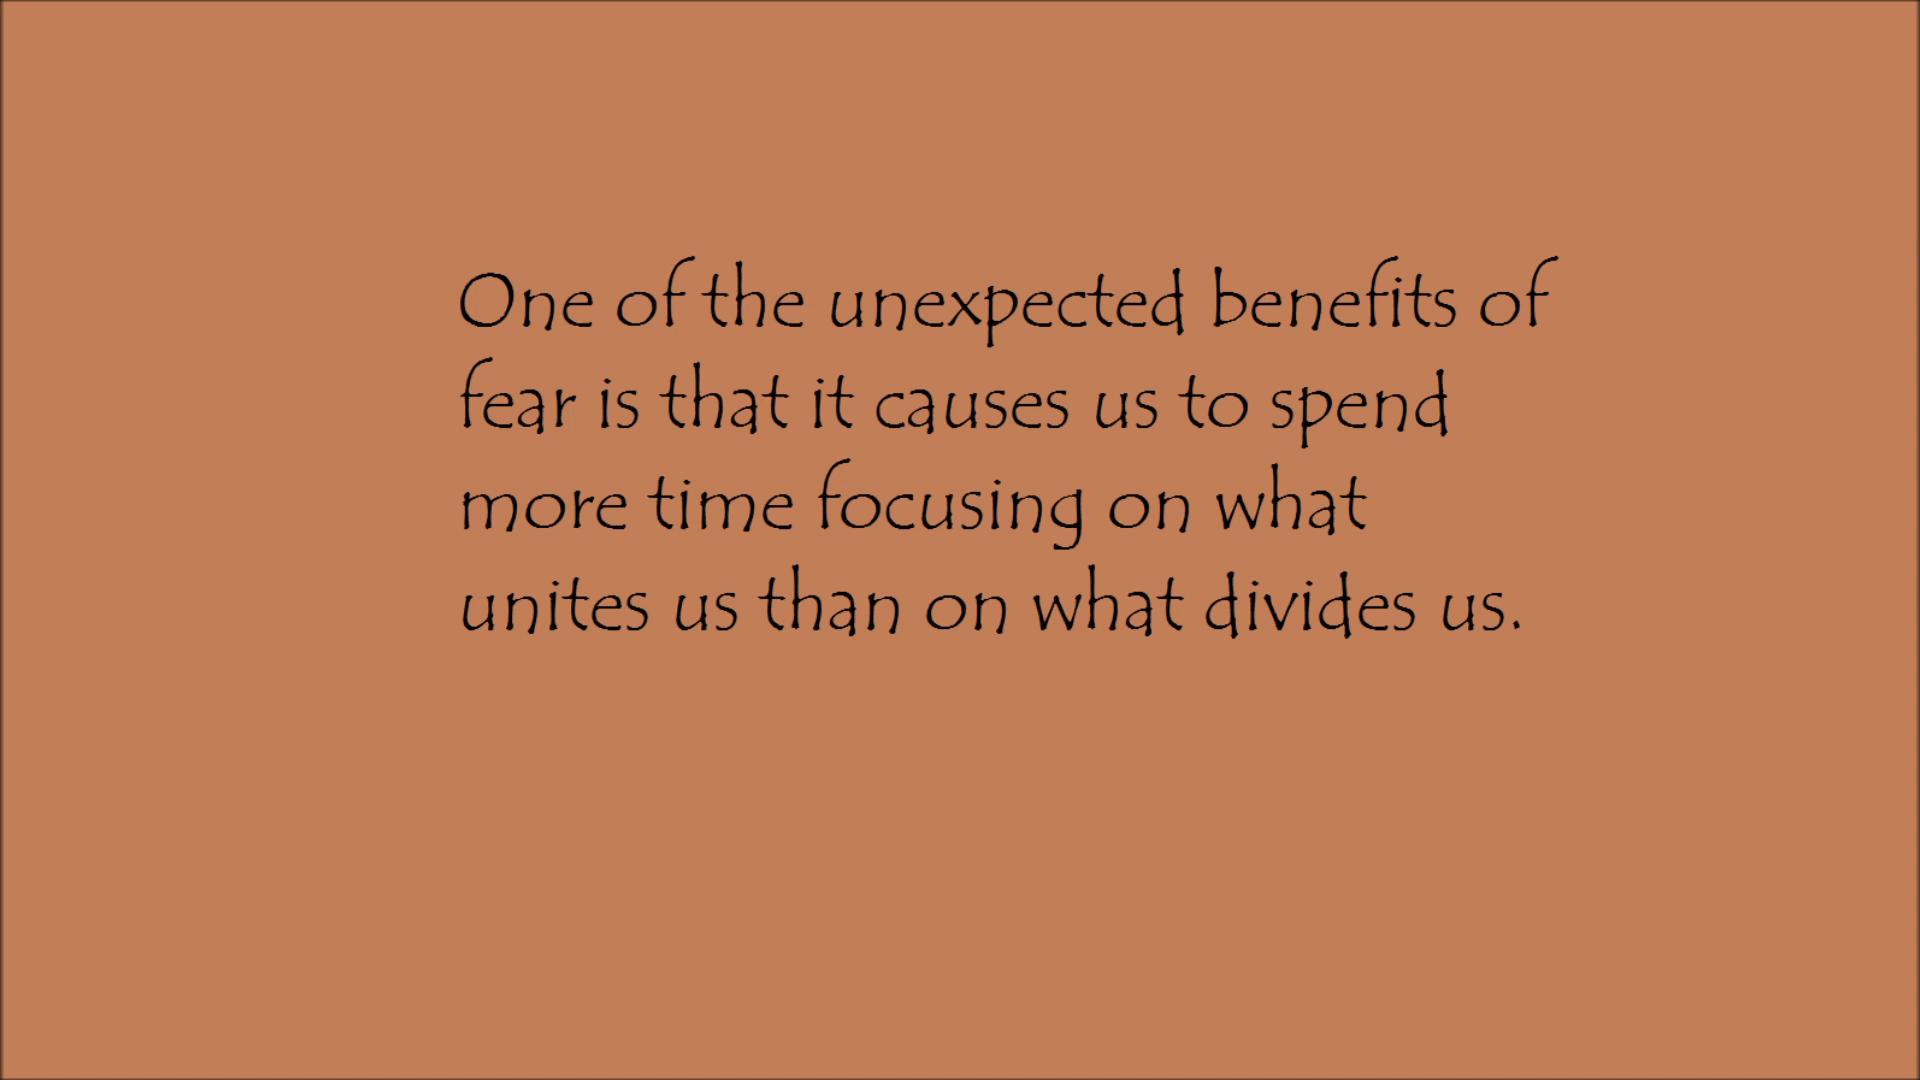 One of the unexpected benefits of
fear is that it causes us to spend
more time focusing on what
unites us than on what divides us.